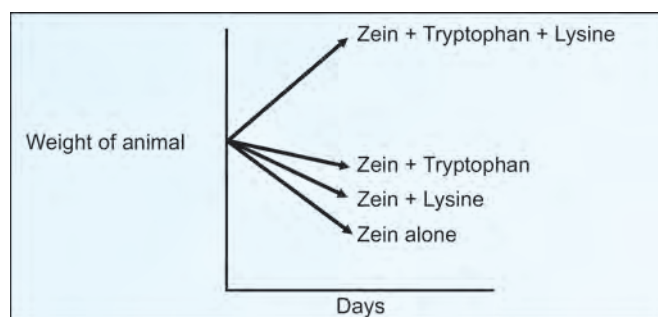 Zein + Tryptophan + Lysine
Weight of animal
Zein + Tryptophan
Zein + Lysine
Zein alone
Days